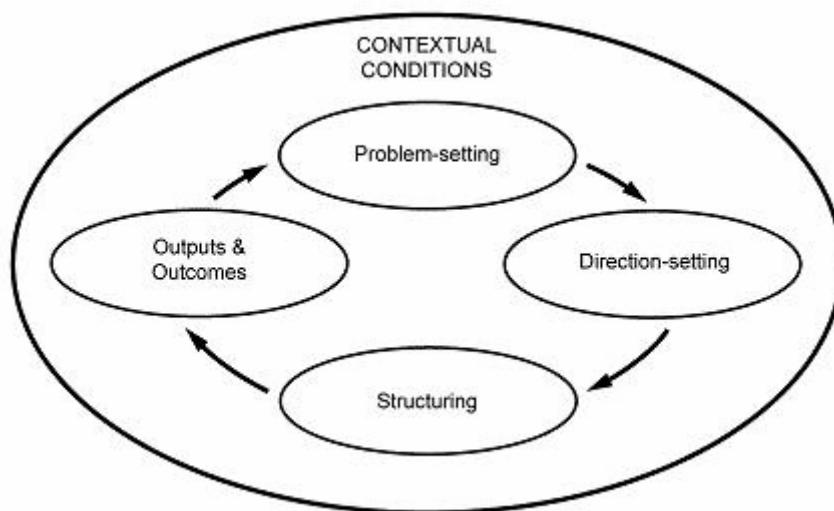 CONTEXTUAL
CONDITIONS
Problem-setting
Outputs &
Outcomes
Direction-setting
Structuring